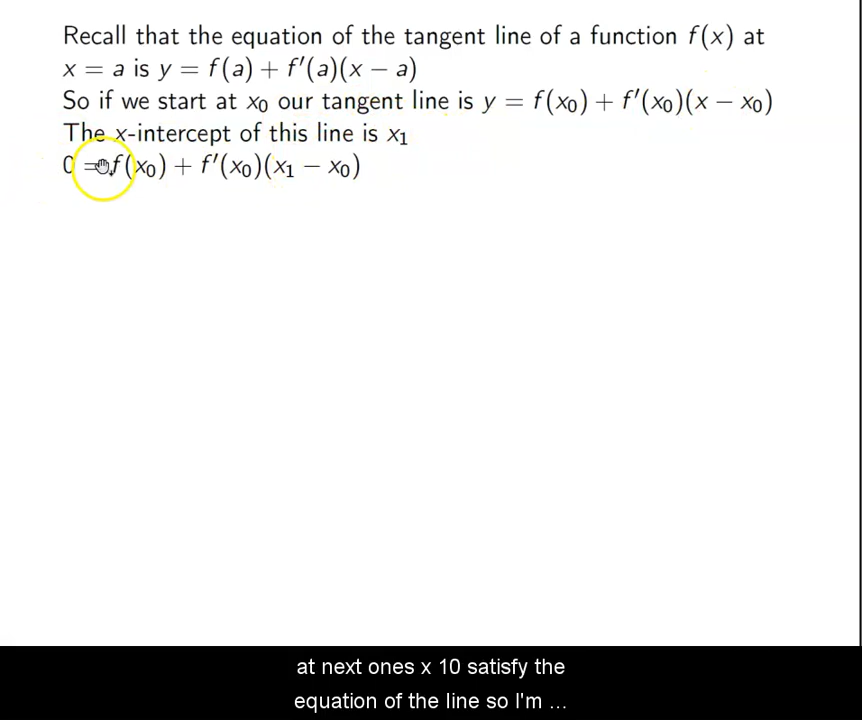 Recall that the equation of the tangent line of a function f(x) at
x = a is y = f(a) + f′(a)(x − a)
So if we start at x₀ our tangent line is y = f(x₀) + f′(x₀)(x − x₀)
The x-intercept of this line is x₁
0 = f(x₀) + f′(x₀)(x₁ − x₀)
at next ones x 10 satisfy the
equation of the line so I'm ...